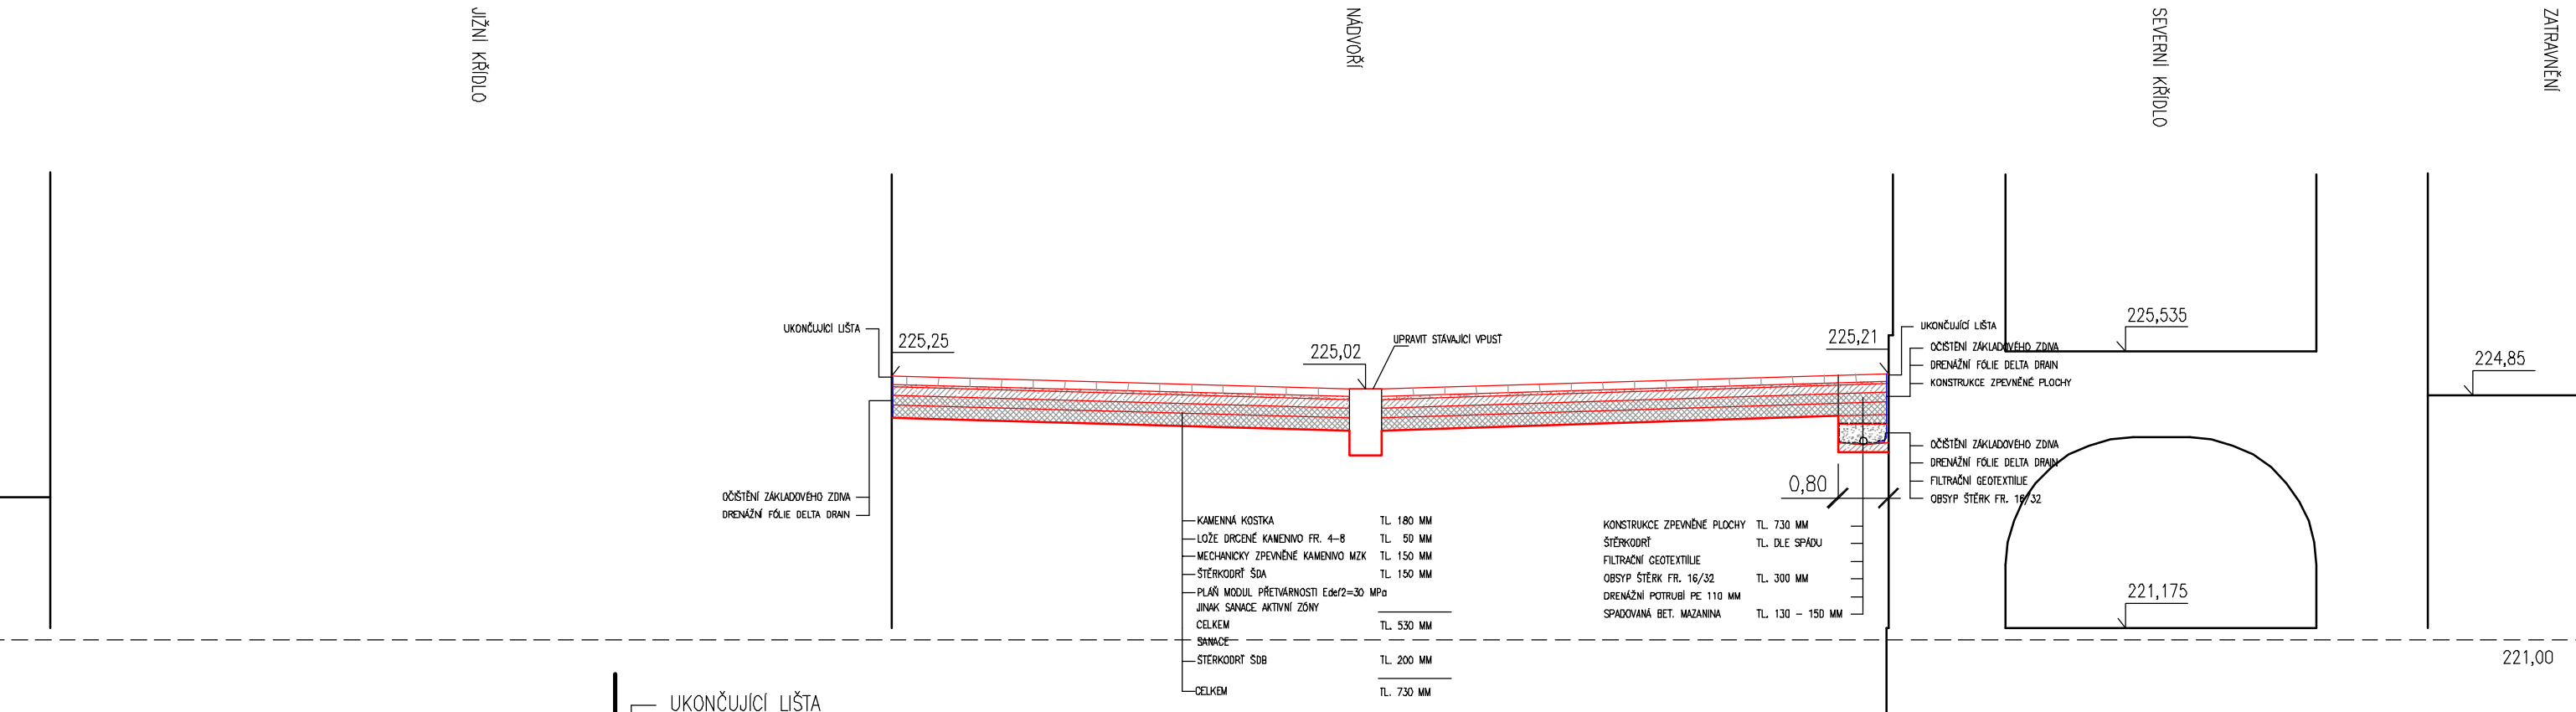 JIŽNÍ KŘÍDLO
NÁDVOŘÍ
SEVERNÍ KŘÍDLO
ZATRAVNĚNÍ
UKONČUJÍCÍ LIŠTA
225,25
225,02
UPRAVIT STÁVAJÍCÍ VPUSŤ
225,21
UKONČUJÍCÍ LIŠTA
OČIŠTĚNÍ ZÁKLADOVÉHO ZDIVA
DRENÁŽNÍ FÓLIE DELTA DRAIN
KONSTRUKCE ZPEVNĚNÉ PLOCHY
225,535
224,85
OČIŠTĚNÍ ZÁKLADOVÉHO ZDIVA
DRENÁŽNÍ FÓLIE DELTA DRAIN
FILTRAČNÍ GEOTEXTIILIE
OBSYP ŠTĚRK FR. 16/32
0,80
OČIŠTĚNÍ ZÁKLADOVÉHO ZDIVA
DRENÁŽNÍ FÓLIE DELTA DRAIN
KAMENNÁ KOSTKA TL. 180 MM
LOŽE DRCENÉ KAMENIVO FR. 4-8 TL. 50 MM
MECHANICKY ZPEVNĚNÉ KAMENIVO MZK TL. 150 MM
ŠTĚRKODRŤ ŠDA TL. 150 MM
PLÁŇ MODUL PŘETVÁRNOSTI Edef2=30 MPa
JINAK SANACE AKTIVNÍ ZÓNY
CELKEM TL. 530 MM
SANACE
ŠTĚRKODRŤ ŠDB TL. 200 MM
CELKEM TL. 730 MM
KONSTRUKCE ZPEVNĚNÉ PLOCHY TL. 730 MM
ŠTĚRKODRŤ TL. DLE SPÁDU
FILTRAČNÍ GEOTEXTIILIE
OBSYP ŠTĚRK FR. 16/32 TL. 300 MM
DRENÁŽNÍ POTRUBÍ PE 110 MM
SPADOVANÁ BET. MAZANINA TL. 130 - 150 MM
221,175
221,00
UKONČUJÍCÍ LIŠTA